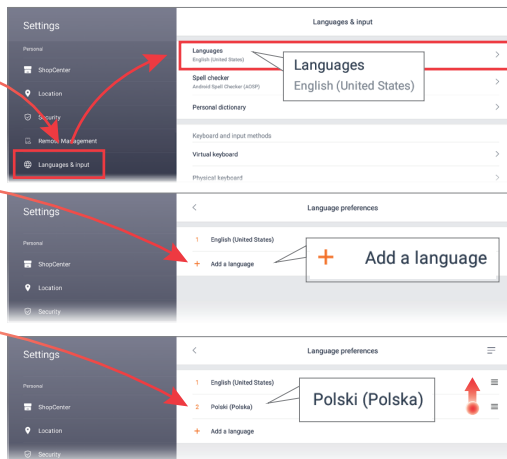 Settings
Languages & input
Personal
ShopCenter
Location
Security
Remote Management
Languages & input
Languages
English (United States)
Languages
English (United States)
Spell checker
Android Spell Checker (AOSP)
Personal dictionary
Keyboard and input methods
Virtual keyboard
Physical keyboard
Settings
Language preferences
Personal
ShopCenter
Location
Security
1 English (United States)
+ Add a language
+ Add a language
Settings
Language preferences
Personal
ShopCenter
Location
Security
1 English (United States)
2 Polski (Polska)
Polski (Polska)
+ Add a language